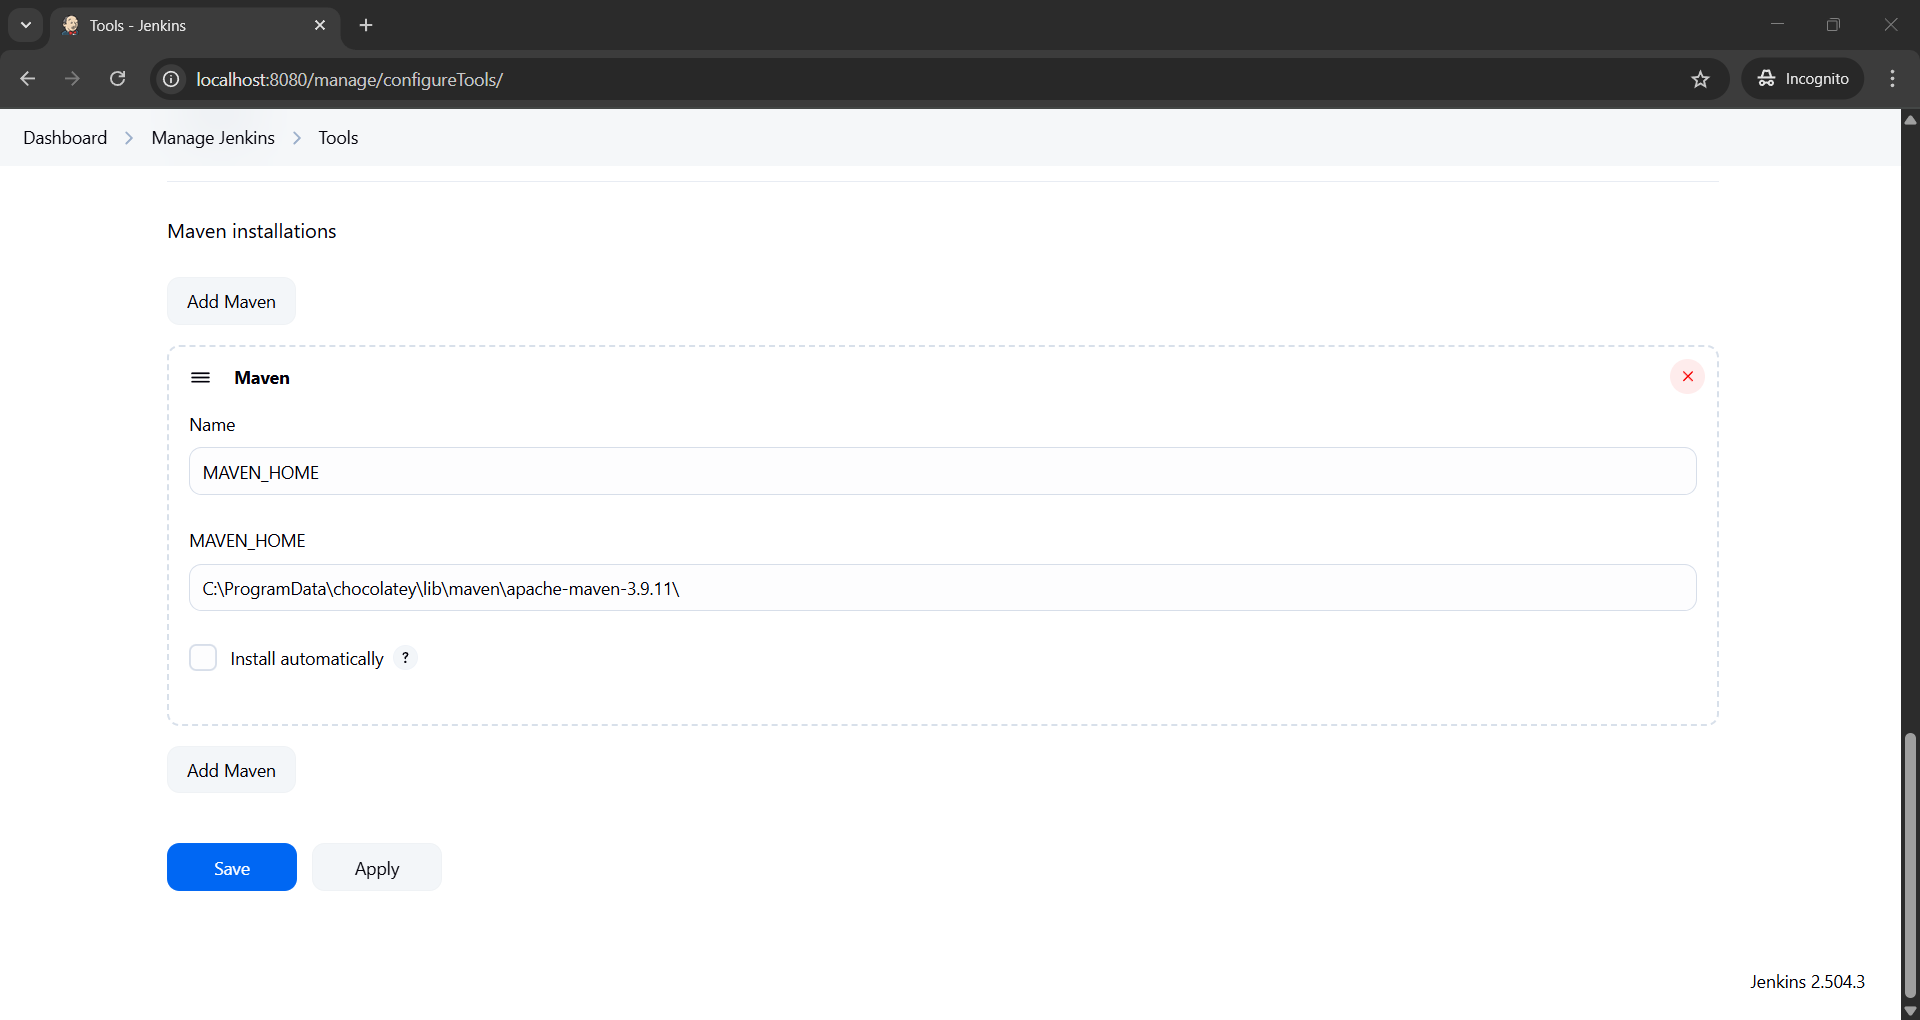 Tools - Jenkins
localhost:8080/manage/configureTools/
Incognito
Dashboard > Manage Jenkins > Tools
Maven installations
Add Maven
Maven
Name
MAVEN_HOME
MAVEN_HOME
C:\ProgramData\chocolatey\lib\maven\apache-maven-3.9.11\
Install automatically ?
Add Maven
Save Apply
Jenkins 2.504.3